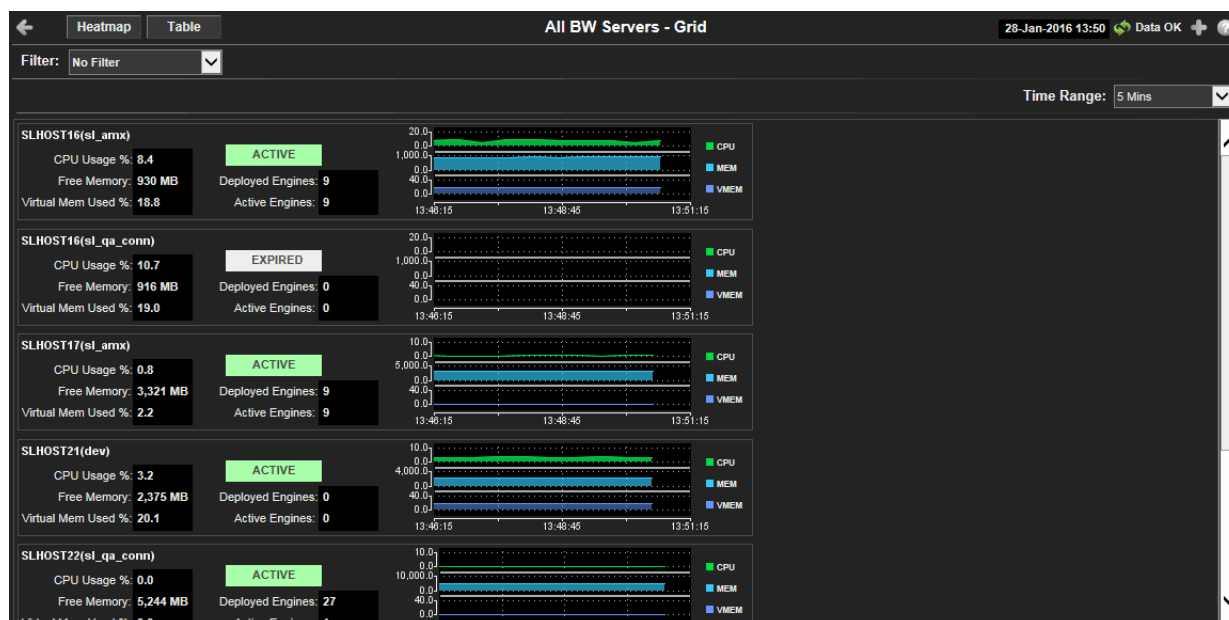 Heatmap Table All BW Servers - Grid 28-Jan-2016 13:50 Data OK
Filter: No Filter
Time Range: 5 Mins
SLHOST16(sl_amx)
CPU Usage %: 8.4 ACTIVE
Free Memory: 930 MB Deployed Engines: 9
Virtual Mem Used %: 18.8 Active Engines: 9
20.0
0.0 CPU
1,000.0
0.0 MEM
40.0
0.0 VMEM
13:46:15 13:48:45 13:51:15
SLHOST16(sl_qa_conn)
CPU Usage %: 10.7 EXPIRED
Free Memory: 916 MB Deployed Engines: 0
Virtual Mem Used %: 19.0 Active Engines: 0
20.0
0.0 CPU
1,000.0
0.0 MEM
40.0
0.0 VMEM
13:46:15 13:48:45 13:51:15
SLHOST17(sl_amx)
CPU Usage %: 0.8 ACTIVE
Free Memory: 3,321 MB Deployed Engines: 9
Virtual Mem Used %: 2.2 Active Engines: 9
10.0
0.0 CPU
5,000.0
0.0 MEM
40.0
0.0 VMEM
13:46:15 13:48:45 13:51:15
SLHOST21(dev)
CPU Usage %: 3.2 ACTIVE
Free Memory: 2,375 MB Deployed Engines: 0
Virtual Mem Used %: 20.1 Active Engines: 0
10.0
0.0 CPU
4,000.0
0.0 MEM
40.0
0.0 VMEM
13:46:15 13:48:45 13:51:15
SLHOST22(sl_qa_conn)
CPU Usage %: 0.0 ACTIVE
Free Memory: 5,244 MB Deployed Engines: 27
10.0
0.0 CPU
10,000.0
0.0 MEM
40.0
0.0 VMEM